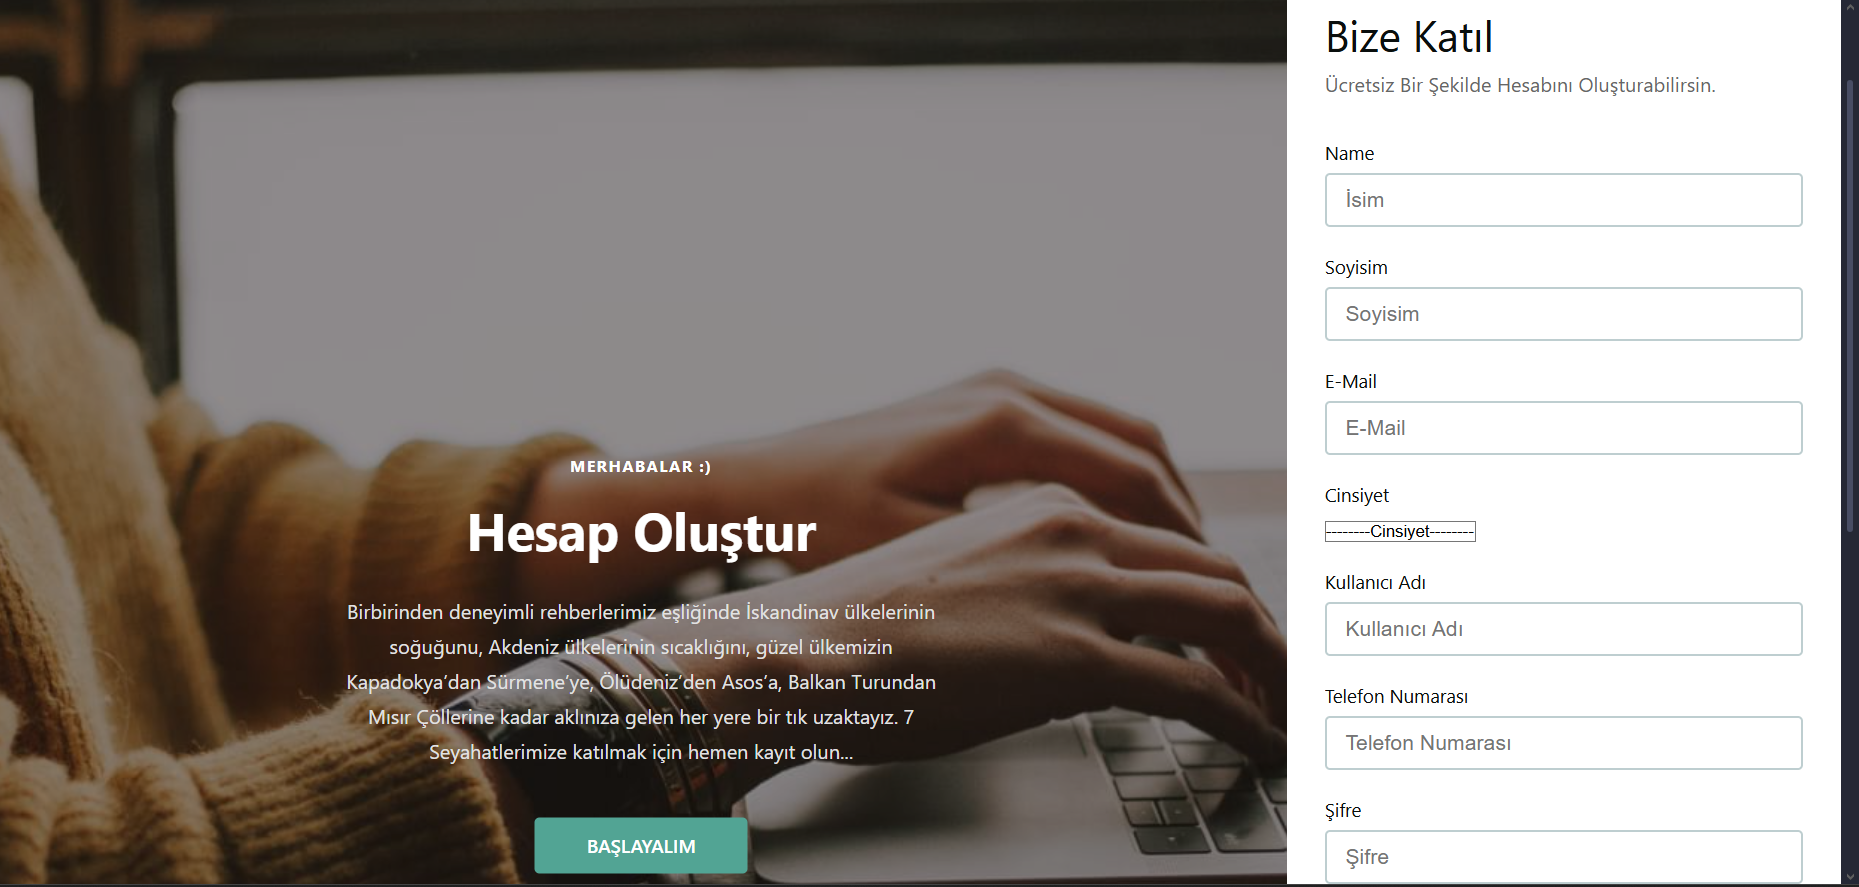 MERHABALAR :)
Hesap Oluştur
Birbirinden deneyimli rehberlerimiz eşliğinde İskandinav ülkelerinin
soğuğunu, Akdeniz ülkelerinin sıcaklığını, güzel ülkemizin
Kapadokya’dan Sürmene’ye, Ölüdeniz’den Asos’a, Balkan Turundan
Mısır Çöllerine kadar aklınıza gelen her yere bir tık uzaktayız. 7
Seyahatlerimize katılmak için hemen kayıt olun...
BAŞLAYALIM
Bize Katıl
Ücretsiz Bir Şekilde Hesabını Oluşturabilirsin.
Name
İsim
Soyisim
Soyisim
E-Mail
E-Mail
Cinsiyet
--------Cinsiyet--------
Kullanıcı Adı
Kullanıcı Adı
Telefon Numarası
Telefon Numarası
Şifre
Şifre